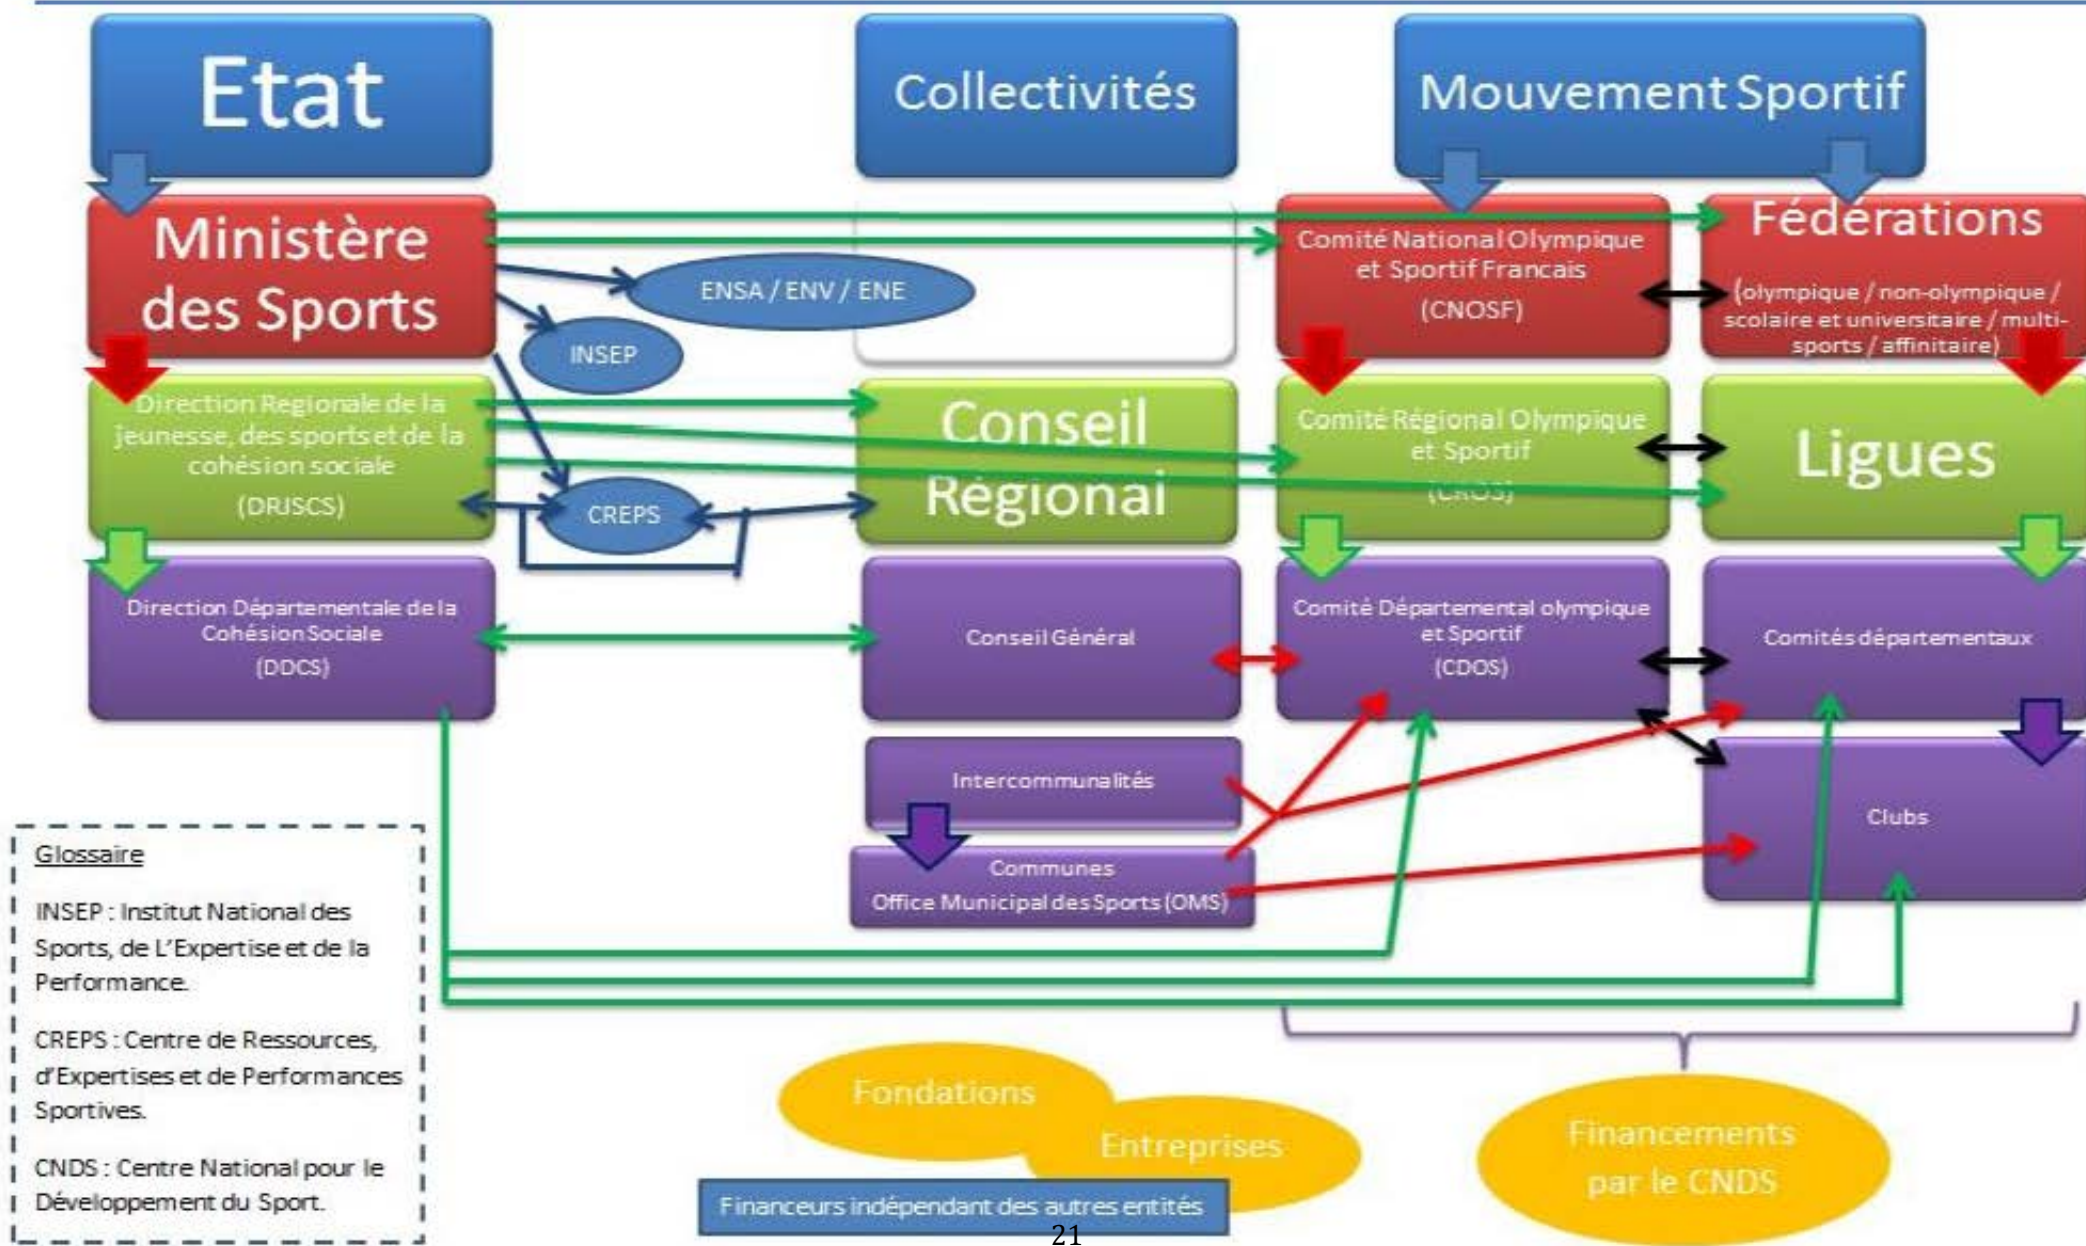 Etat
Collectivités
Mouvement Sportif
Ministère
des Sports
ENSA / ENV / ENE
INSEP
Comité National Olympique
et Sportif Francais
(CNOSF)
Fédérations
(olympique / non-olympique /
scolaire et universitaire / multi-
sports / affinitaire)
Direction Regionale de la
jeunesse, des sports et de la
cohésion sociale
(DRJSCS)
CREPS
Conseil
Régional
Comité Régional Olympique
et Sportif
(CROS)
Ligues
Direction Départementale de la
Cohésion Sociale
(DDCS)
Conseil Général
Comité Départemental olympique
et Sportif
(CDOS)
Comités départementaux
Intercommunalités
Communes
Office Municipal des Sports (OMS)
Clubs
Glossaire
INSEP : Institut National des
Sports, de L'Expertise et de la
Performance.
CREPS : Centre de Ressources,
d'Expertises et de Performances
Sportives.
CNDS : Centre National pour le
Développement du Sport.
Fondations
Entreprises
Financeurs indépendant des autres entités
Financements
par le CNDS
21